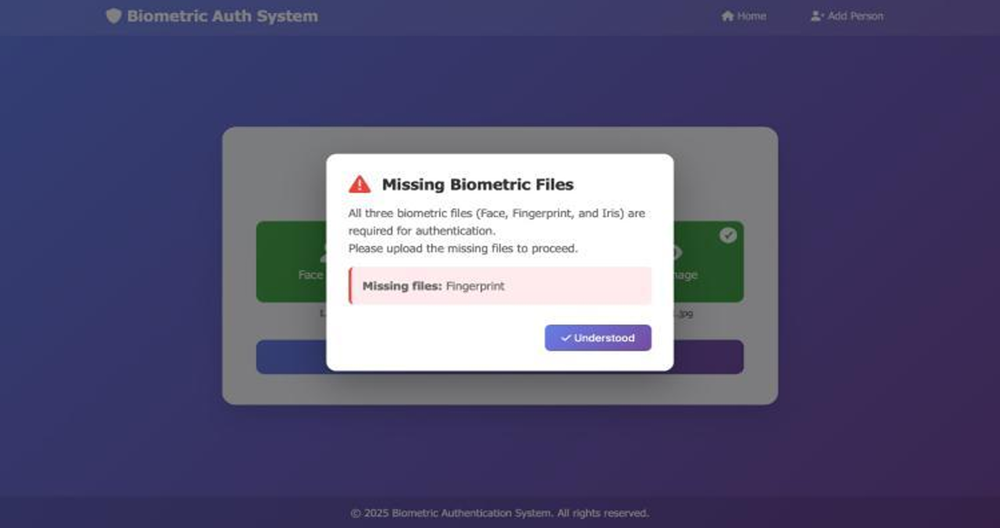 Biometric Auth System
Home
Add Person
Missing Biometric Files
All three biometric files (Face, Fingerprint, and Iris) are
required for authentication.
Please upload the missing files to proceed.
Face
Missing files: Fingerprint
.jpg
Understood
© 2025 Biometric Authentication System. All rights reserved.